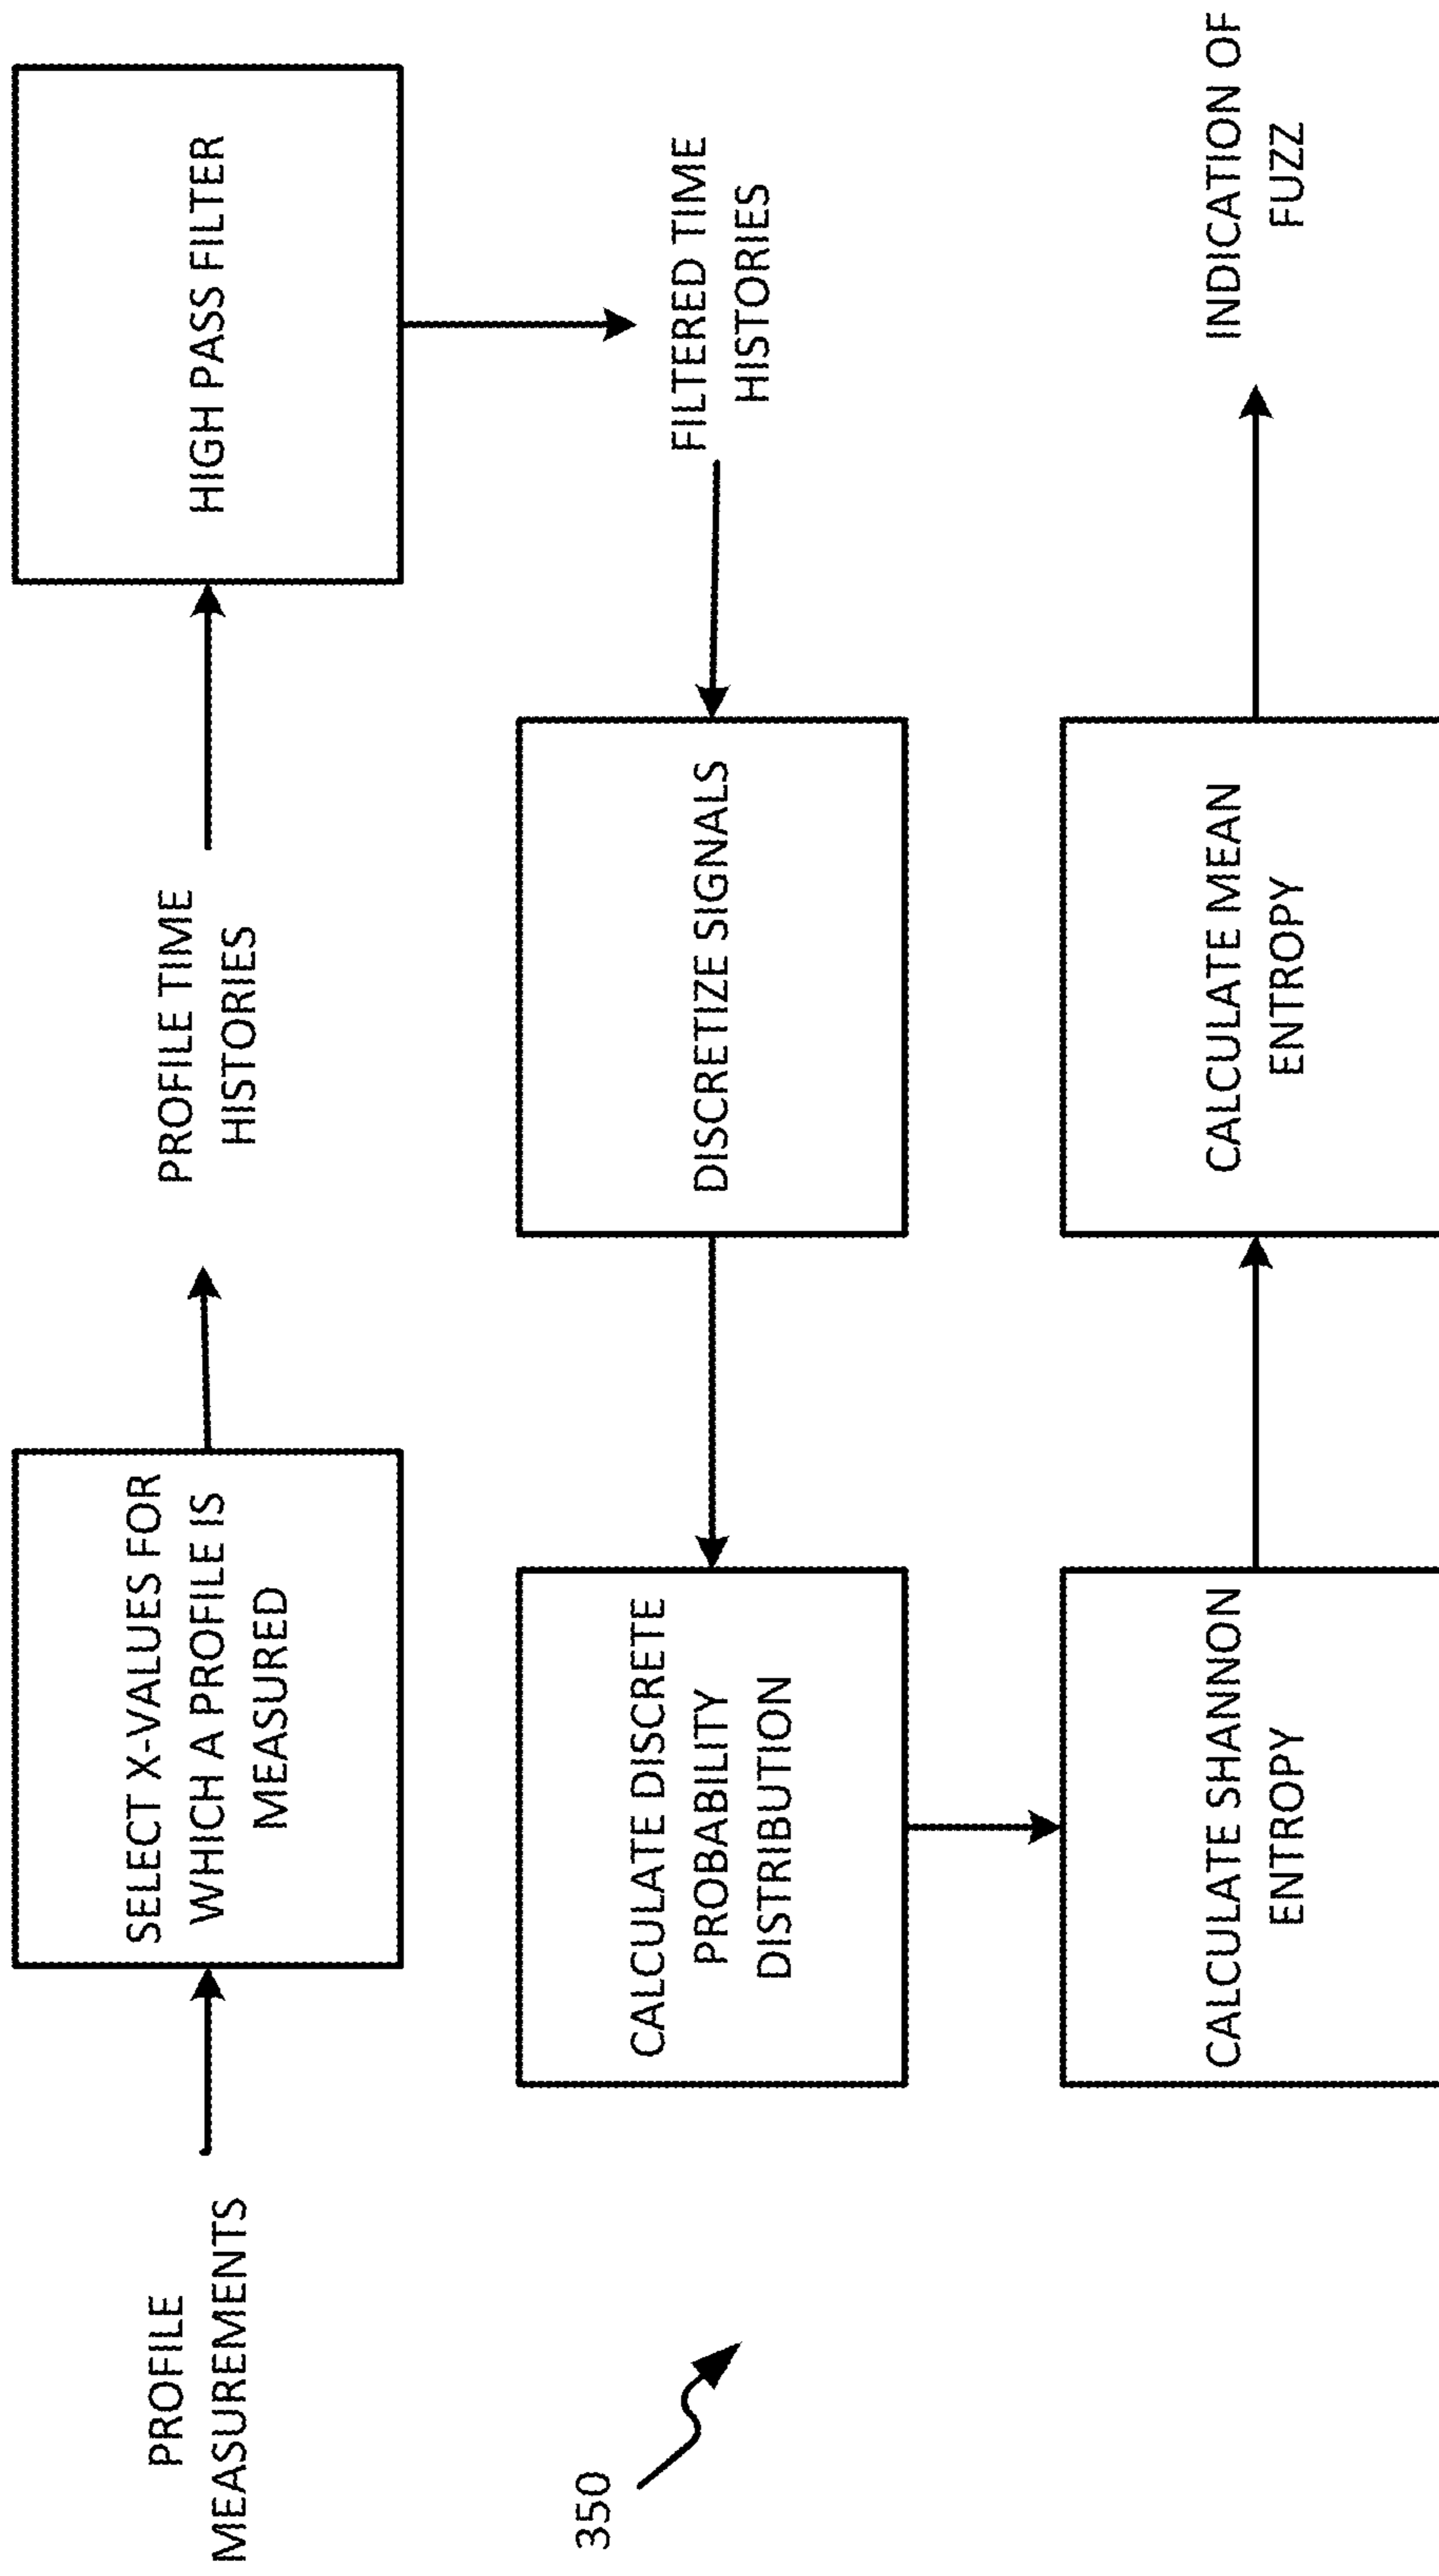 PROFILE
MEASUREMENTS
SELECT X-VALUES FOR
WHICH A PROFILE IS
MEASURED
PROFILE TIME
HISTORIES
HIGH PASS FILTER
FILTERED TIME
HISTORIES
DISCRETIZE SIGNALS
CALCULATE DISCRETE
PROBABILITY
DISTRIBUTION
CALCULATE SHANNON
ENTROPY
CALCULATE MEAN
ENTROPY
INDICATION OF
FUZZ
350